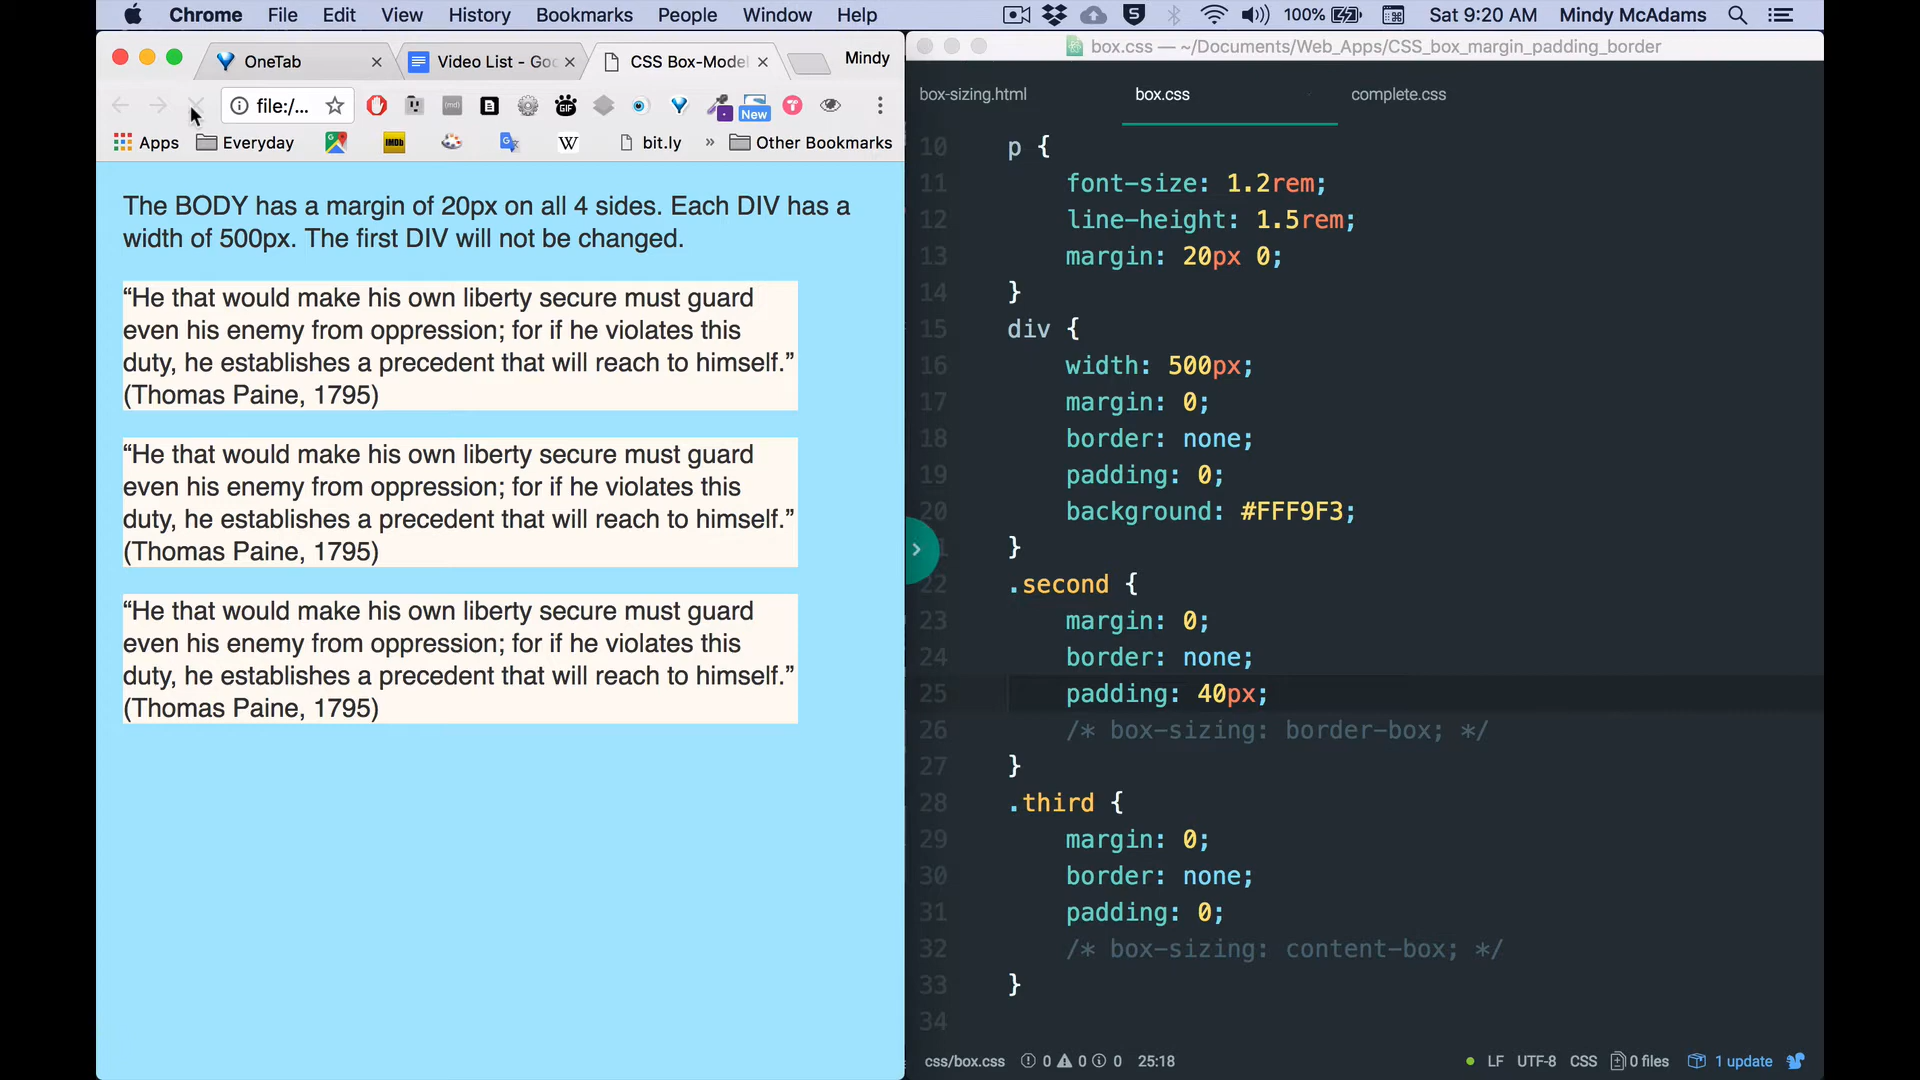 Chrome File Edit View History Bookmarks People Window Help 100% Sat 9:20 AM Mindy McAdams
OneTab Video List - Goo CSS Box-Model Mindy
box.css — ~/Documents/Web_Apps/CSS_box_margin_padding_border
file:/... New
Apps Everyday IMDb W bit.ly » Other Bookmarks
box-sizing.html box.css complete.css
The BODY has a margin of 20px on all 4 sides. Each DIV has a
width of 500px. The first DIV will not be changed.
“He that would make his own liberty secure must guard
even his enemy from oppression; for if he violates this
duty, he establishes a precedent that will reach to himself.”
(Thomas Paine, 1795)
“He that would make his own liberty secure must guard
even his enemy from oppression; for if he violates this
duty, he establishes a precedent that will reach to himself.”
(Thomas Paine, 1795)
“He that would make his own liberty secure must guard
even his enemy from oppression; for if he violates this
duty, he establishes a precedent that will reach to himself.”
(Thomas Paine, 1795)
10 p {
11 font-size: 1.2rem;
12 line-height: 1.5rem;
13 margin: 20px 0;
14 }
15 div {
16 width: 500px;
17 margin: 0;
18 border: none;
19 padding: 0;
20 background: #FFF9F3;
1 }
22 .second {
23 margin: 0;
24 border: none;
25 padding: 40px;
26 /* box-sizing: border-box; */
27 }
28 .third {
29 margin: 0;
30 border: none;
31 padding: 0;
32 /* box-sizing: content-box; */
33 }
34
css/box.css 0 0 0 25:18 LF UTF-8 CSS 0 files 1 update